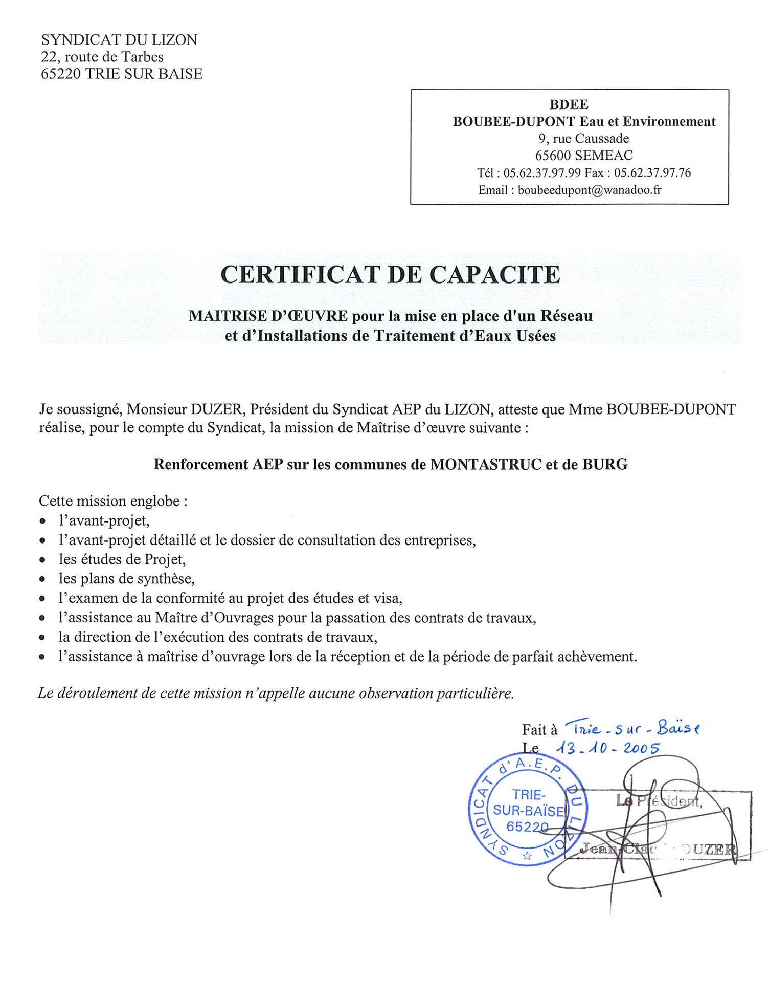 SYNDICAT DU LIZON
22, route de Tarbes
65220 TRIE SUR BAISE
BDEE
BOUBEE-DUPONT Eau et Environnement
9, rue Caussade
65600 SEMEAC
Tél : 05.62.37.97.99 Fax : 05.62.37.97.76
Email : boubeedupont@wanadoo.fr
CERTIFICAT DE CAPACITE
MAITRISE D’ŒUVRE pour la mise en place d'un Réseau
et d’Installations de Traitement d’Eaux Usées
Je soussigné, Monsieur DUZER, Président du Syndicat AEP du LIZON, atteste que Mme BOUBEE-DUPONT
réalise, pour le compte du Syndicat, la mission de Maîtrise d’œuvre suivante :
Renforcement AEP sur les communes de MONTASTRUC et de BURG
Cette mission englobe :
• l’avant-projet,
• l’avant-projet détaillé et le dossier de consultation des entreprises,
• les études de Projet,
• les plans de synthèse,
• l’examen de la conformité au projet des études et visa,
• l’assistance au Maître d’Ouvrages pour la passation des contrats de travaux,
• la direction de l’exécution des contrats de travaux,
• l’assistance à maîtrise d’ouvrage lors de la réception et de la période de parfait achèvement.
Le déroulement de cette mission n’appelle aucune observation particulière.
Fait à Trie-sur-Baïse
Le 13-10-2005
SYNDICAT d'A.E.P. DU LIZON
TRIE-
SUR-BAÏSE
65220
Le Président,
Jean-Claude DUZER